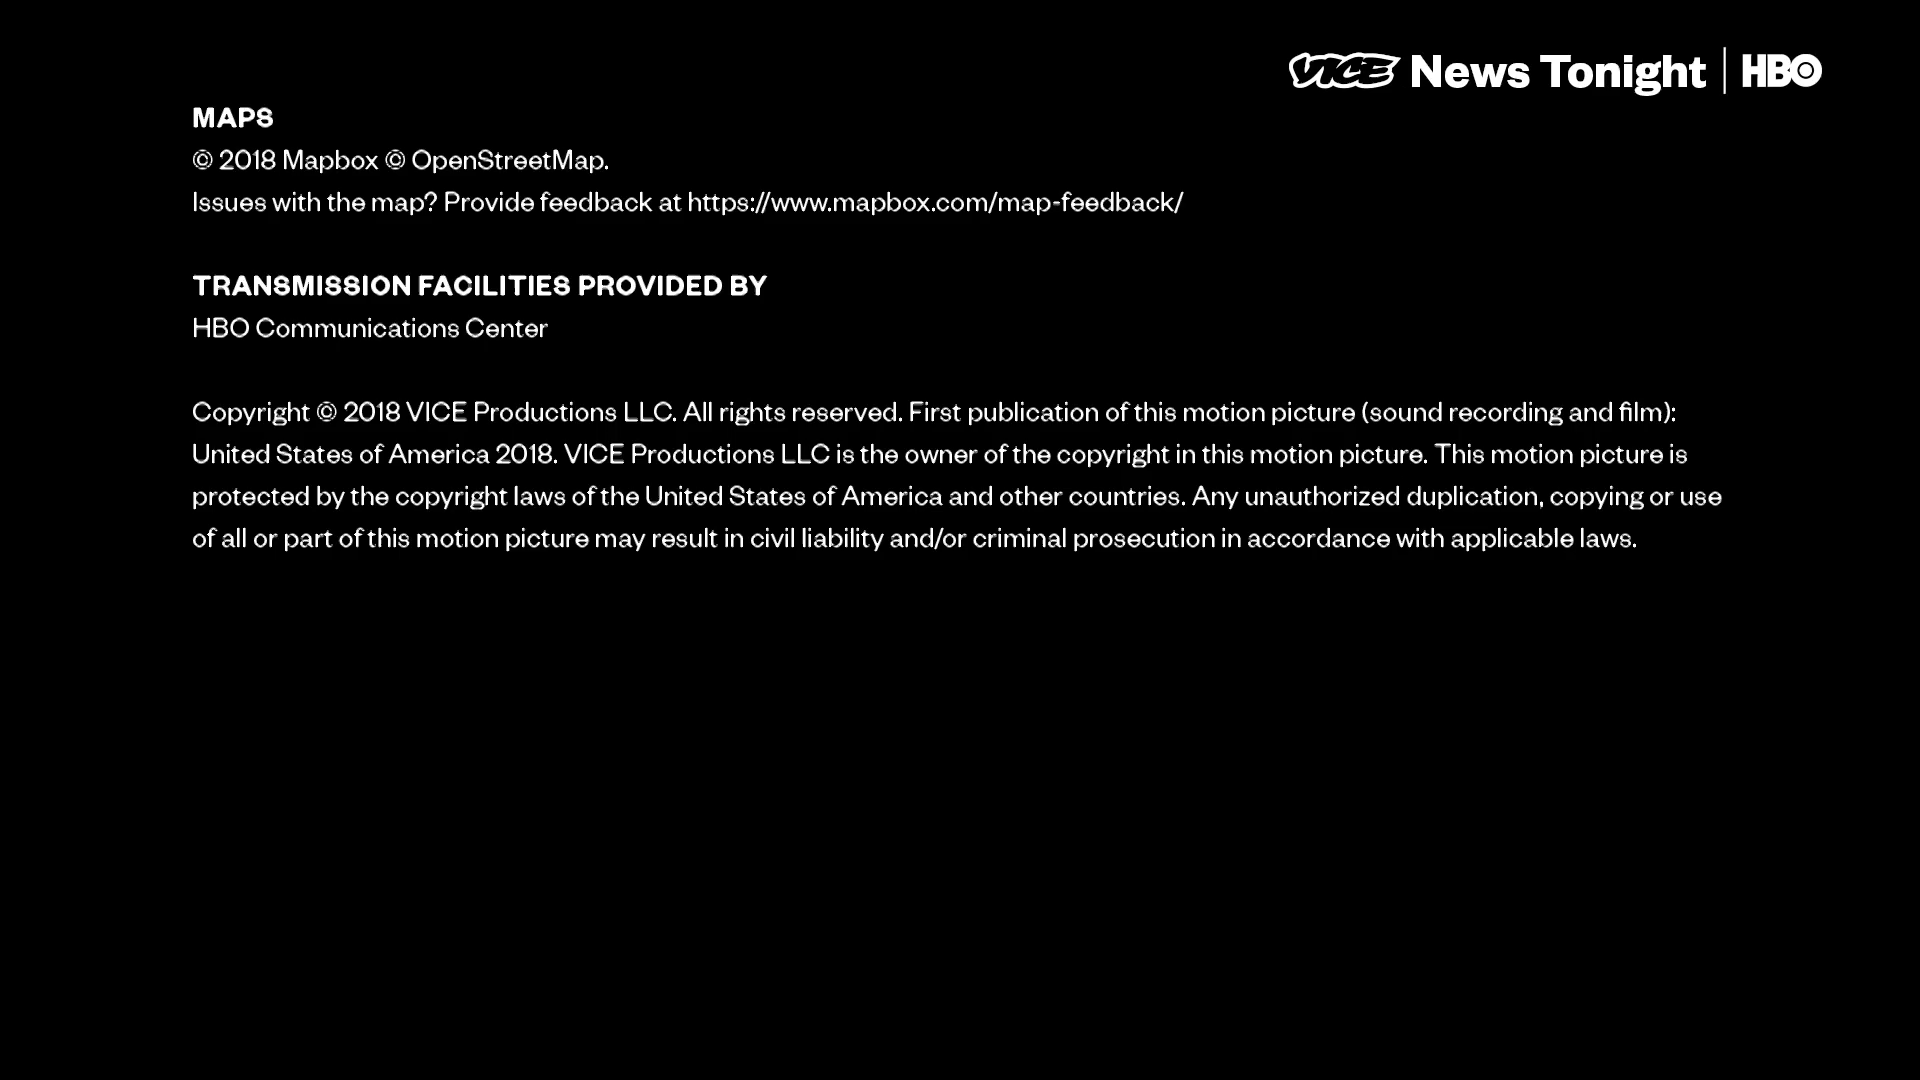 VICE News Tonight | HBO
MAPS
© 2018 Mapbox © OpenStreetMap.
Issues with the map? Provide feedback at https://www.mapbox.com/map-feedback/
TRANSMISSION FACILITIES PROVIDED BY
HBO Communications Center
Copyright © 2018 VICE Productions LLC. All rights reserved. First publication of this motion picture (sound recording and film):
United States of America 2018. VICE Productions LLC is the owner of the copyright in this motion picture. This motion picture is
protected by the copyright laws of the United States of America and other countries. Any unauthorized duplication, copying or use
of all or part of this motion picture may result in civil liability and/or criminal prosecution in accordance with applicable laws.